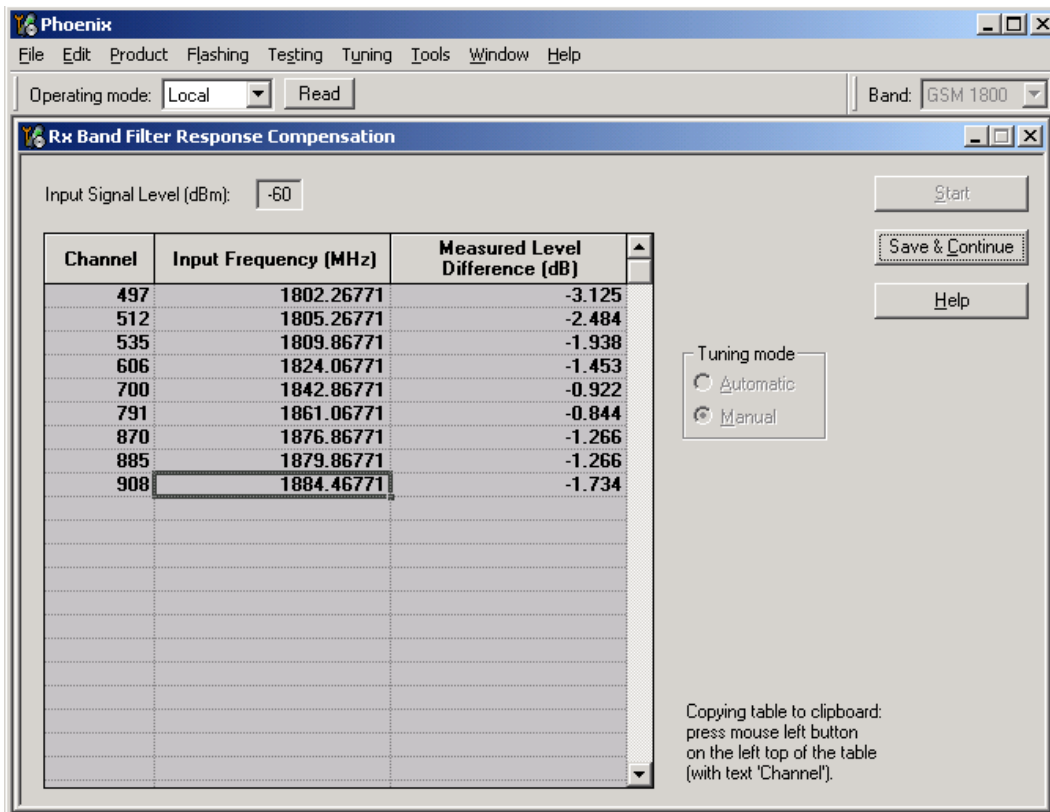 Phoenix
File Edit Product Flashing Testing Tuning Tools Window Help
Operating mode: Local Read Band: GSM 1800
Rx Band Filter Response Compensation
Input Signal Level (dBm): -60
Start
Save & Continue
Help
Channel Input Frequency (MHz) Measured Level
Difference (dB)
497 1802.26771 -3.125
512 1805.26771 -2.484
535 1809.86771 -1.938
606 1824.06771 -1.453
700 1842.86771 -0.922
791 1861.06771 -0.844
870 1876.86771 -1.266
885 1879.86771 -1.266
908 1884.46771 -1.734
Tuning mode
Automatic
Manual
Copying table to clipboard:
press mouse left button
on the left top of the table
(with text 'Channel').